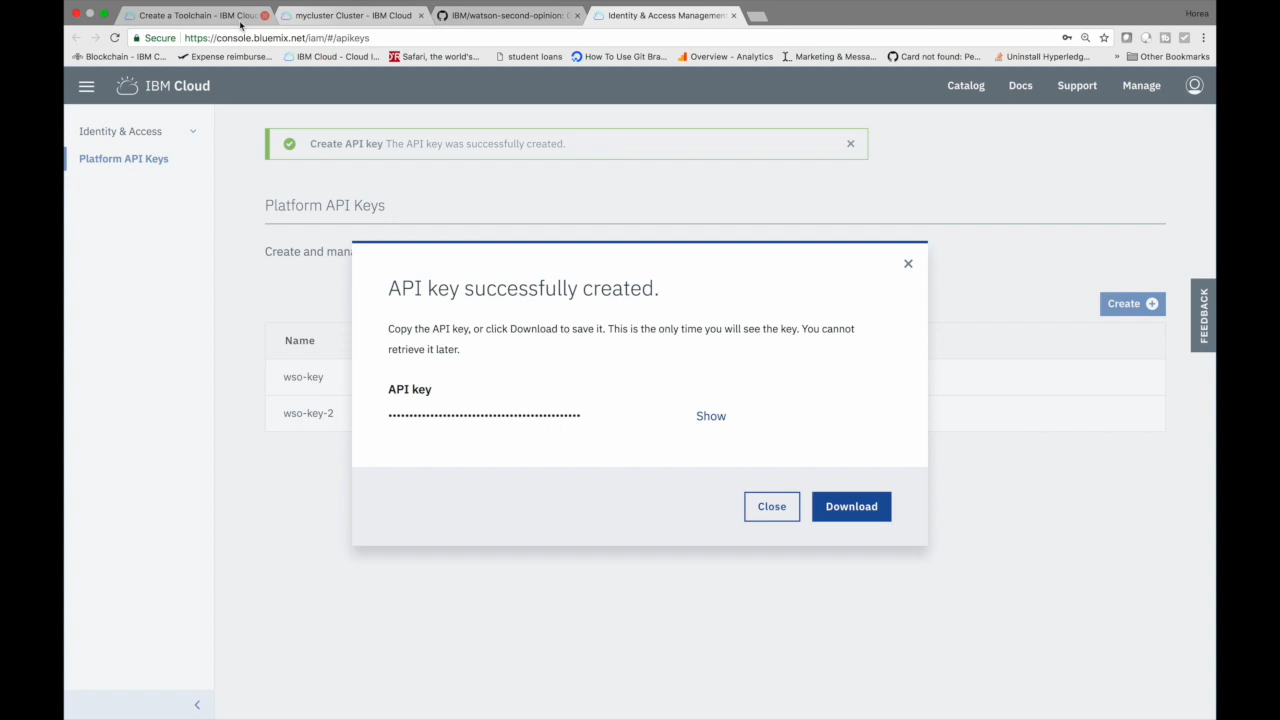 Create a Toolchain - IBM Clou
mycluster Cluster - IBM Cloud
IBM/watson-second-opinion:
Identity & Access Management
Horea
Secure
https://console.bluemix.net/iam/#/apikeys
Blockchain – IBM C...
Expense reimburse...
IBM Cloud - Cloud I...
Safari, the world's...
student loans
How To Use Git Bra...
Overview - Analytics
Marketing & Messa...
Card not found: Pe...
Uninstall Hyperledg...
»
Other Bookmarks
IBM Cloud
Catalog
Docs
Support
Manage
Identity & Access
Platform API Keys
Create API key The API key was successfully created.
Platform API Keys
Create and mana
Create
Name
wso-key
wso-key-2
API key successfully created.
Copy the API key, or click Download to save it. This is the only time you will see the key. You cannot
retrieve it later.
API key
Show
Close
Download
FEEDBACK